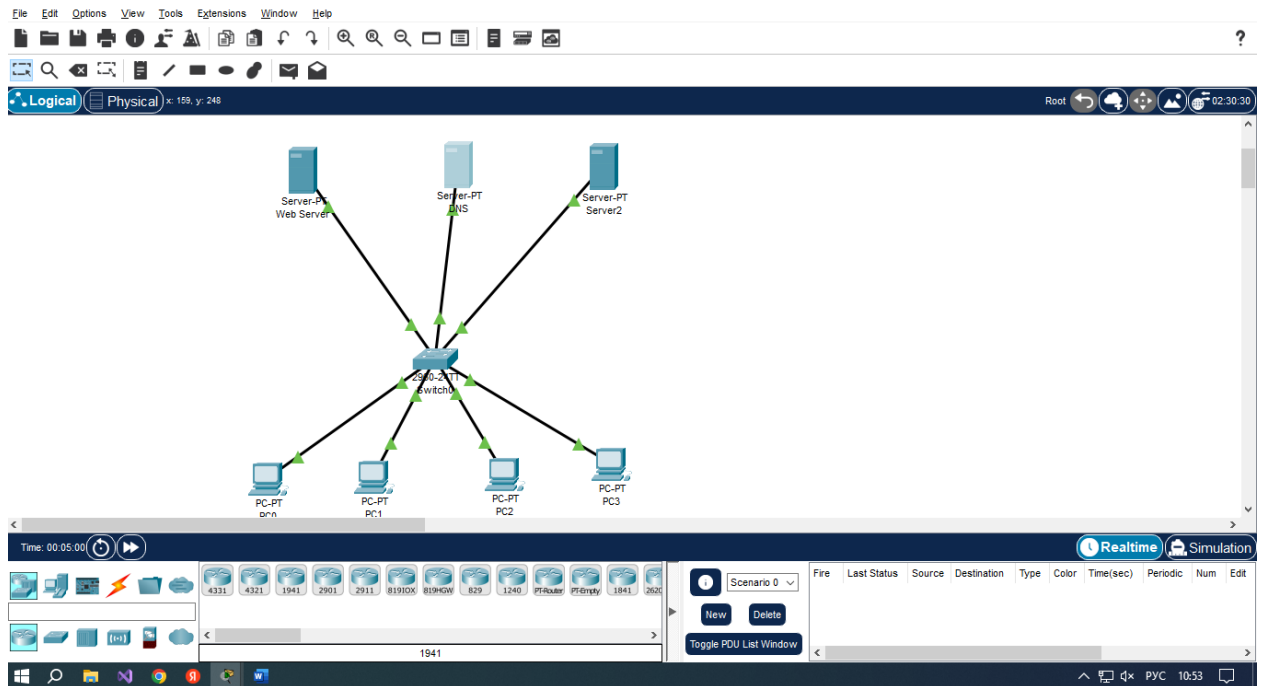 File Edit Options View Tools Extensions Window Help
?
Logical Physical x: 159, y: 248 Root 02:30:30
Server-PT
Web Server
Server-PT
DNS
Server-PT
Server2
2960-24TT
Switch0
PC-PT
PC0
PC-PT
PC1
PC-PT
PC2
PC-PT
PC3
Time: 00:05:00 Realtime Simulation
4331 4321 1941 2901 2911 819IOX 819HGW 829 1240 PT-Router PT-Empty 1841 262
1941
Scenario 0
New Delete
Toggle PDU List Window
Fire Last Status Source Destination Type Color Time(sec) Periodic Num Edit
РУС 10:53